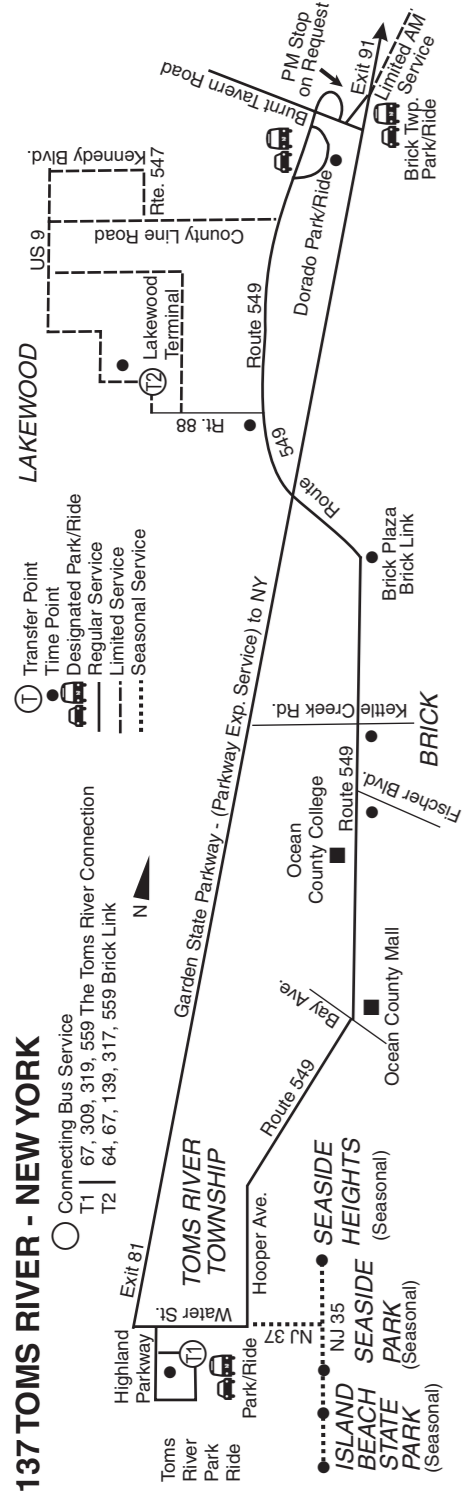 137 TOMS RIVER - NEW YORK
Connecting Bus Service
T1 67, 309, 319, 559 The Toms River Connection
T2 64, 67, 139, 317, 559 Brick Link
N
T Transfer Point
Time Point
Designated Park/Ride
Regular Service
Limited Service
Seasonal Service
LAKEWOOD
US 9
Kennedy Blvd.
Rte. 547
County Line Road
T2
Lakewood
Terminal
Rt. 88
Route 549
Burnt Tavern Road
PM Stop
on Request
Exit 91
Limited AM
Service
Brick Twp.
Park/Ride
Dorado Park/Ride
Route
549
Garden State Parkway - (Parkway Exp. Service) to NY
Exit 81
Highland
Parkway
T1
Toms
River
Park
Ride
Park/Ride
Water St.
TOMS RIVER
TOWNSHIP
Hooper Ave.
Route 549
Bay Ave.
Ocean County Mall
Ocean
County College
Route 549
Fischer Blvd.
Kettle Creek Rd.
BRICK
Brick Plaza
Brick Link
NJ 37
NJ 35
ISLAND
BEACH
STATE
PARK
(Seasonal)
SEASIDE
PARK
(Seasonal)
SEASIDE
HEIGHTS
(Seasonal)